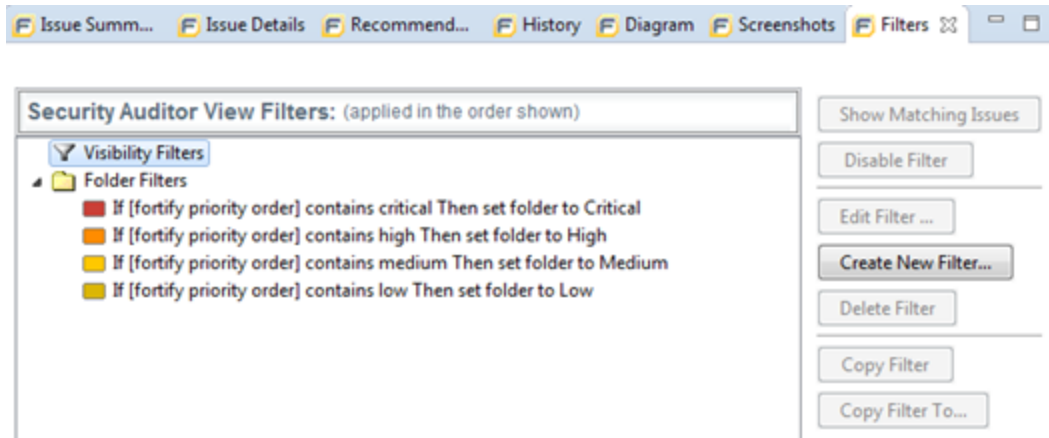 Issue Summ... Issue Details Recommend... History Diagram Screenshots Filters
Security Auditor View Filters: (applied in the order shown)
Visibility Filters
Folder Filters
If [fortify priority order] contains critical Then set folder to Critical
If [fortify priority order] contains high Then set folder to High
If [fortify priority order] contains medium Then set folder to Medium
If [fortify priority order] contains low Then set folder to Low
Show Matching Issues
Disable Filter
Edit Filter ...
Create New Filter...
Delete Filter
Copy Filter
Copy Filter To...